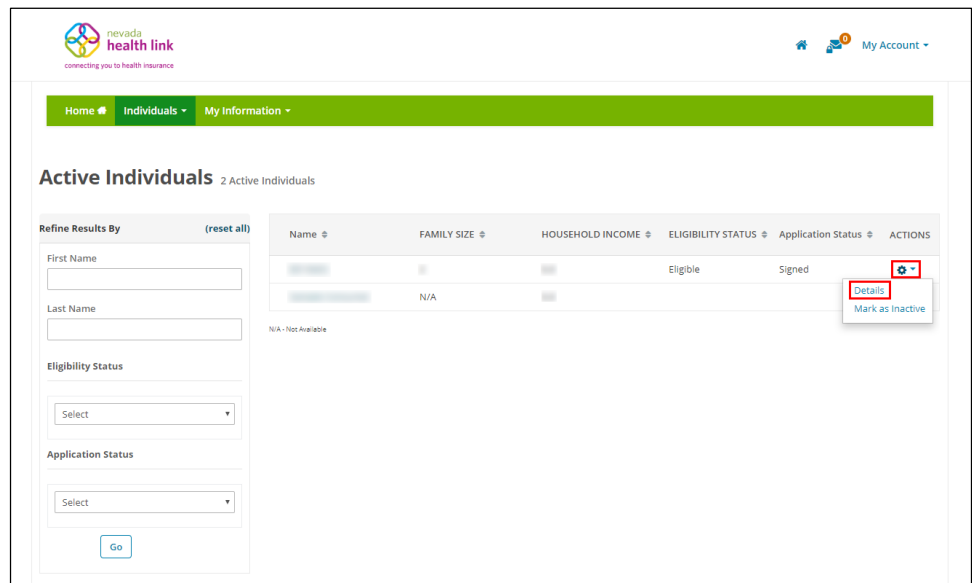 nevada
health link
connecting you to health insurance
0
My Account
Home Individuals My Information
Active Individuals 2 Active Individuals
Refine Results By (reset all)
First Name
Last Name
Eligibility Status
Select
Application Status
Select
Go
Name FAMILY SIZE HOUSEHOLD INCOME ELIGIBILITY STATUS Application Status ACTIONS
Eligible Signed
Details
Mark as Inactive
N/A
N/A - Not Available